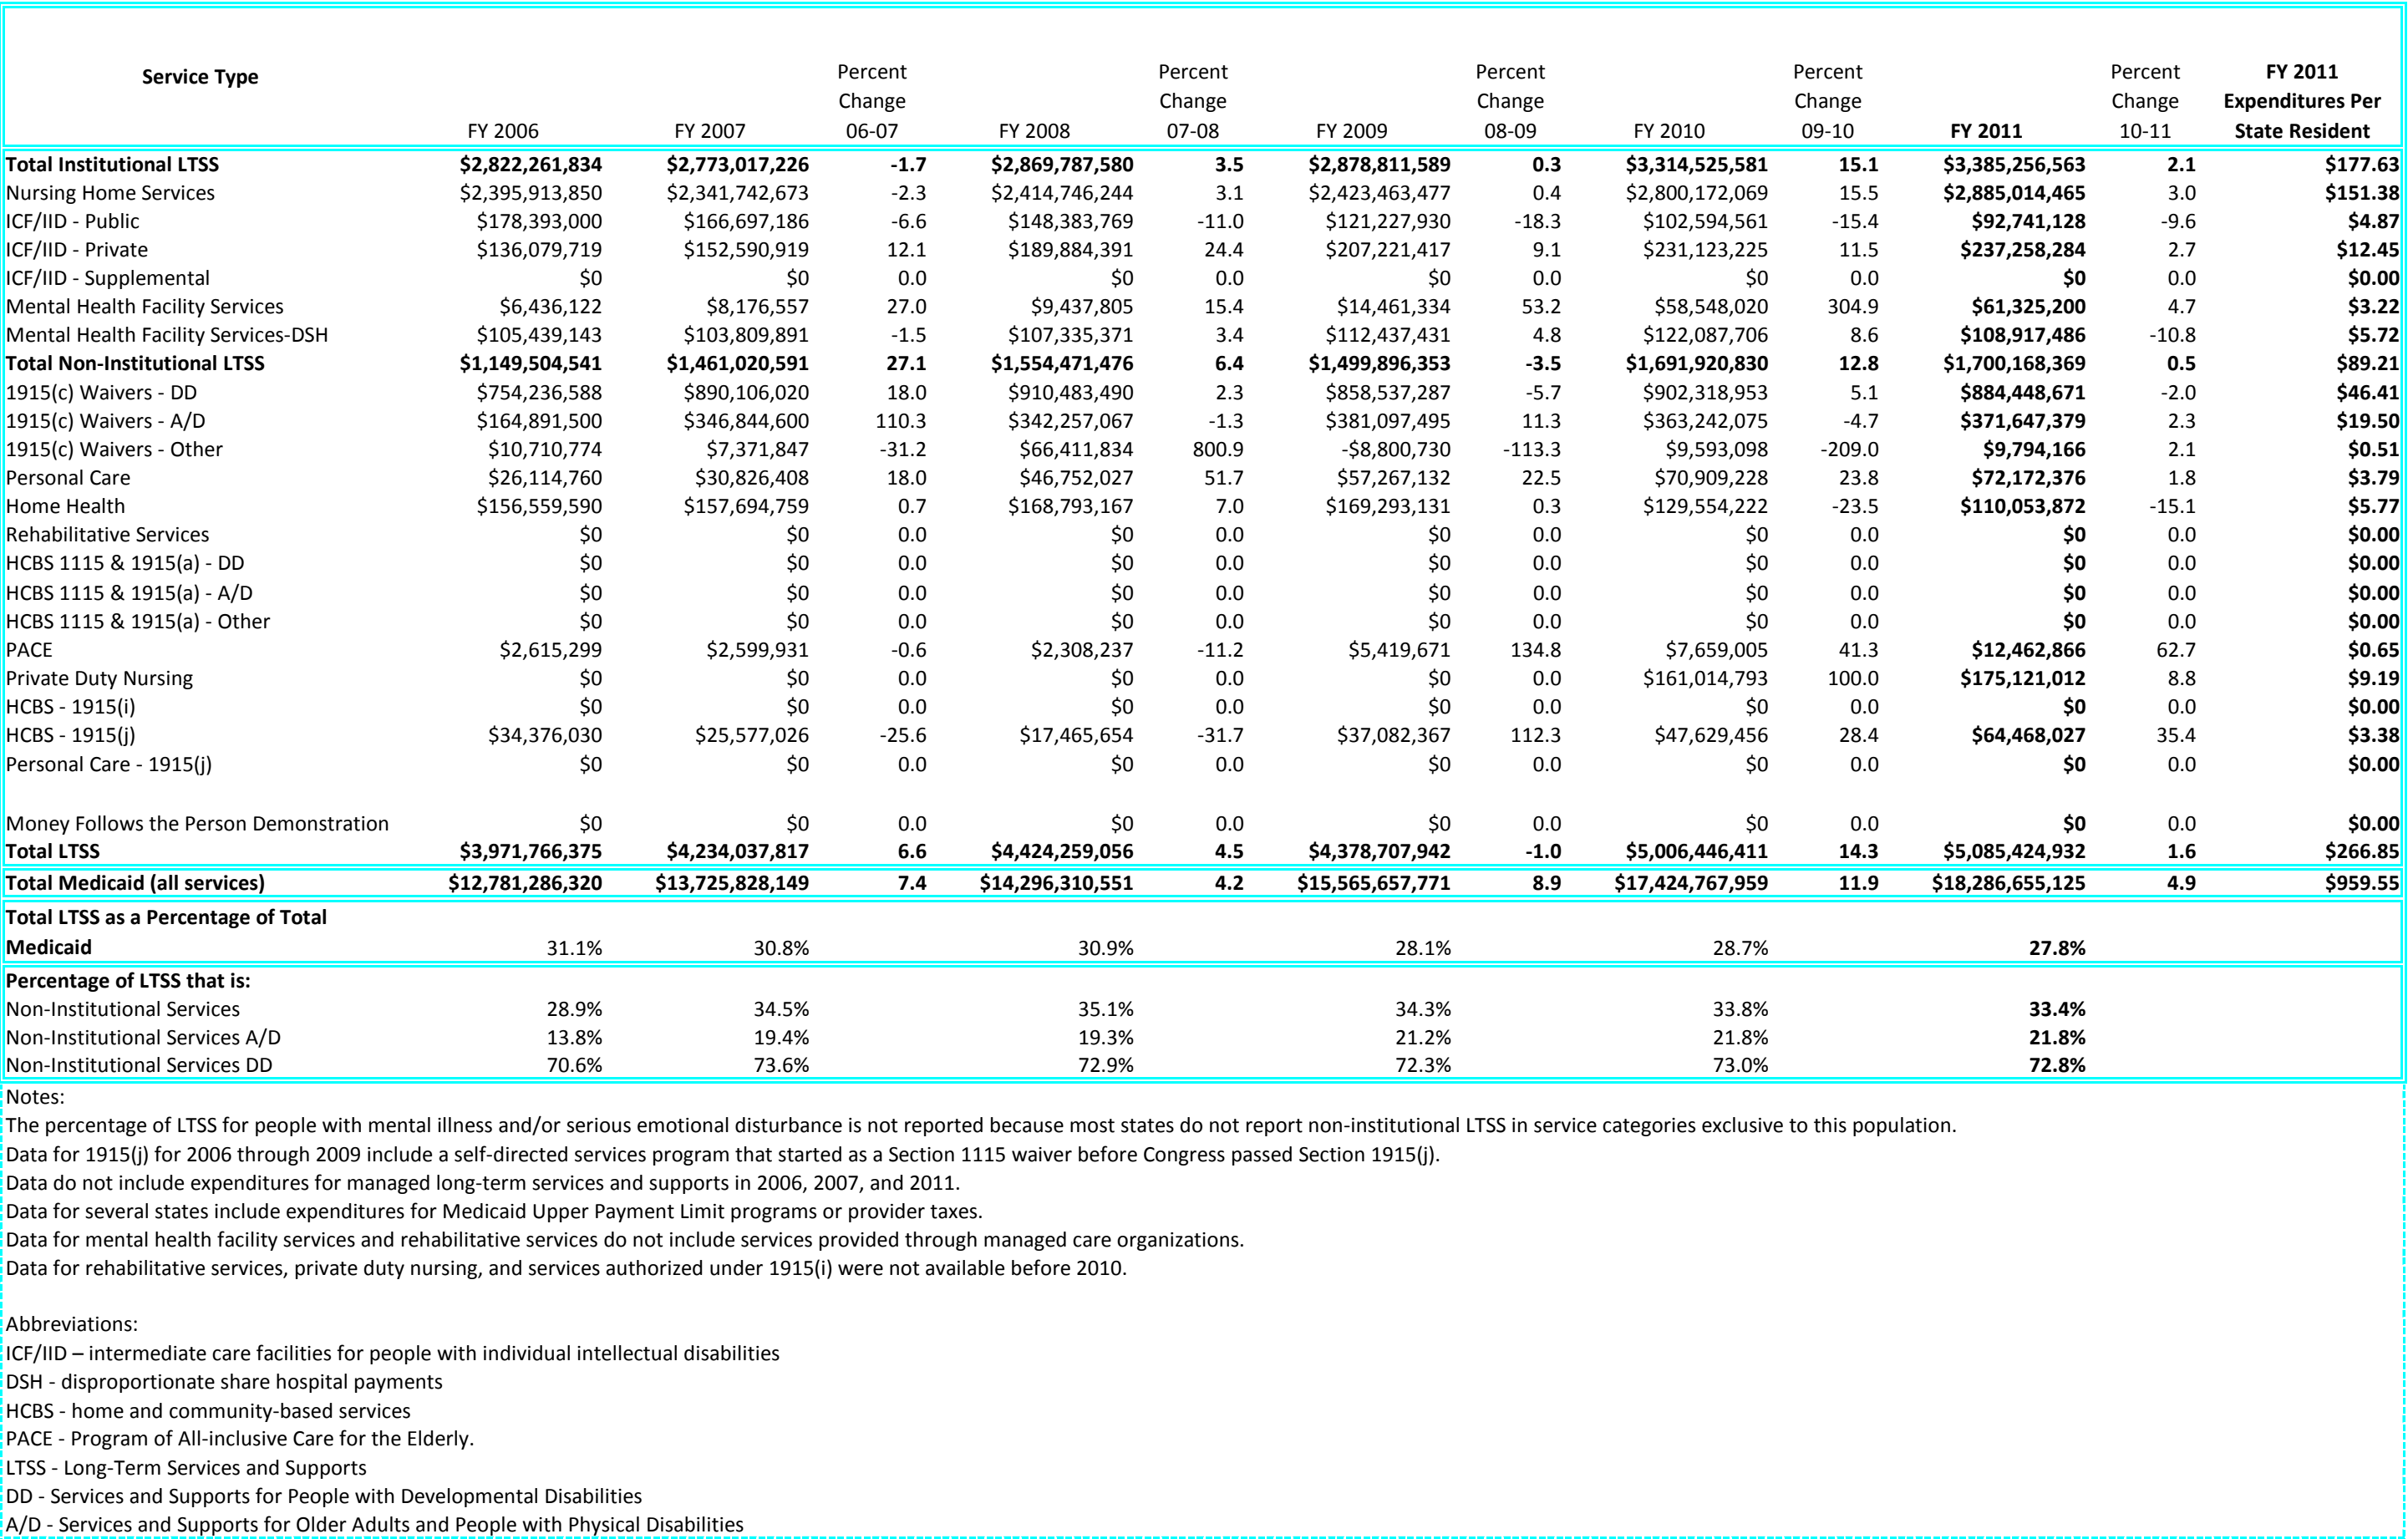 Service Type FY 2006 FY 2007 Percent Change 06-07 FY 2008 Percent Change 07-08 FY 2009 Percent Change 08-09 FY 2010 Percent Change 09-10 FY 2011 Percent Change 10-11 FY 2011 Expenditures Per State Resident
Total Institutional LTSS $2,822,261,834 $2,773,017,226 -1.7 $2,869,787,580 3.5 $2,878,811,589 0.3 $3,314,525,581 15.1 $3,385,256,563 2.1 $177.63
Nursing Home Services $2,395,913,850 $2,341,742,673 -2.3 $2,414,746,244 3.1 $2,423,463,477 0.4 $2,800,172,069 15.5 $2,885,014,465 3.0 $151.38
ICF/IID - Public $178,393,000 $166,697,186 -6.6 $148,383,769 -11.0 $121,227,930 -18.3 $102,594,561 -15.4 $92,741,128 -9.6 $4.87
ICF/IID - Private $136,079,719 $152,590,919 12.1 $189,884,391 24.4 $207,221,417 9.1 $231,123,225 11.5 $237,258,284 2.7 $12.45
ICF/IID - Supplemental $0 $0 0.0 $0 0.0 $0 0.0 $0 0.0 $0 0.0 $0.00
Mental Health Facility Services $6,436,122 $8,176,557 27.0 $9,437,805 15.4 $14,461,334 53.2 $58,548,020 304.9 $61,325,200 4.7 $3.22
Mental Health Facility Services-DSH $105,439,143 $103,809,891 -1.5 $107,335,371 3.4 $112,437,431 4.8 $122,087,706 8.6 $108,917,486 -10.8 $5.72
Total Non-Institutional LTSS $1,149,504,541 $1,461,020,591 27.1 $1,554,471,476 6.4 $1,499,896,353 -3.5 $1,691,920,830 12.8 $1,700,168,369 0.5 $89.21
1915(c) Waivers - DD $754,236,588 $890,106,020 18.0 $910,483,490 2.3 $858,537,287 -5.7 $902,318,953 5.1 $884,448,671 -2.0 $46.41
1915(c) Waivers - A/D $164,891,500 $346,844,600 110.3 $342,257,067 -1.3 $381,097,495 11.3 $363,242,075 -4.7 $371,647,379 2.3 $19.50
1915(c) Waivers - Other $10,710,774 $7,371,847 -31.2 $66,411,834 800.9 -$8,800,730 -113.3 $9,593,098 -209.0 $9,794,166 2.1 $0.51
Personal Care $26,114,760 $30,826,408 18.0 $46,752,027 51.7 $57,267,132 22.5 $70,909,228 23.8 $72,172,376 1.8 $3.79
Home Health $156,559,590 $157,694,759 0.7 $168,793,167 7.0 $169,293,131 0.3 $129,554,222 -23.5 $110,053,872 -15.1 $5.77
Rehabilitative Services $0 $0 0.0 $0 0.0 $0 0.0 $0 0.0 $0 0.0 $0.00
HCBS 1115 & 1915(a) - DD $0 $0 0.0 $0 0.0 $0 0.0 $0 0.0 $0 0.0 $0.00
HCBS 1115 & 1915(a) - A/D $0 $0 0.0 $0 0.0 $0 0.0 $0 0.0 $0 0.0 $0.00
HCBS 1115 & 1915(a) - Other $0 $0 0.0 $0 0.0 $0 0.0 $0 0.0 $0 0.0 $0.00
PACE $2,615,299 $2,599,931 -0.6 $2,308,237 -11.2 $5,419,671 134.8 $7,659,005 41.3 $12,462,866 62.7 $0.65
Private Duty Nursing $0 $0 0.0 $0 0.0 $0 0.0 $161,014,793 100.0 $175,121,012 8.8 $9.19
HCBS - 1915(i) $0 $0 0.0 $0 0.0 $0 0.0 $0 0.0 $0 0.0 $0.00
HCBS - 1915(j) $34,376,030 $25,577,026 -25.6 $17,465,654 -31.7 $37,082,367 112.3 $47,629,456 28.4 $64,468,027 35.4 $3.38
Personal Care - 1915(j) $0 $0 0.0 $0 0.0 $0 0.0 $0 0.0 $0 0.0 $0.00
Money Follows the Person Demonstration $0 $0 0.0 $0 0.0 $0 0.0 $0 0.0 $0 0.0 $0.00
Total LTSS $3,971,766,375 $4,234,037,817 6.6 $4,424,259,056 4.5 $4,378,707,942 -1.0 $5,006,446,411 14.3 $5,085,424,932 1.6 $266.85
Total Medicaid (all services) $12,781,286,320 $13,725,828,149 7.4 $14,296,310,551 4.2 $15,565,657,771 8.9 $17,424,767,959 11.9 $18,286,655,125 4.9 $959.55
Total LTSS as a Percentage of Total
Medicaid 31.1% 30.8% 30.9% 28.1% 28.7% 27.8%
Percentage of LTSS that is:
Non-Institutional Services 28.9% 34.5% 35.1% 34.3% 33.8% 33.4%
Non-Institutional Services A/D 13.8% 19.4% 19.3% 21.2% 21.8% 21.8%
Non-Institutional Services DD 70.6% 73.6% 72.9% 72.3% 73.0% 72.8%
Notes:
The percentage of LTSS for people with mental illness and/or serious emotional disturbance is not reported because most states do not report non-institutional LTSS in service categories exclusive to this population.
Data for 1915(j) for 2006 through 2009 include a self-directed services program that started as a Section 1115 waiver before Congress passed Section 1915(j).
Data do not include expenditures for managed long-term services and supports in 2006, 2007, and 2011.
Data for several states include expenditures for Medicaid Upper Payment Limit programs or provider taxes.
Data for mental health facility services and rehabilitative services do not include services provided through managed care organizations.
Data for rehabilitative services, private duty nursing, and services authorized under 1915(i) were not available before 2010.
Abbreviations:
ICF/IID – intermediate care facilities for people with individual intellectual disabilities
DSH - disproportionate share hospital payments
HCBS - home and community-based services
PACE - Program of All-inclusive Care for the Elderly.
LTSS - Long-Term Services and Supports
DD - Services and Supports for People with Developmental Disabilities
A/D - Services and Supports for Older Adults and People with Physical Disabilities